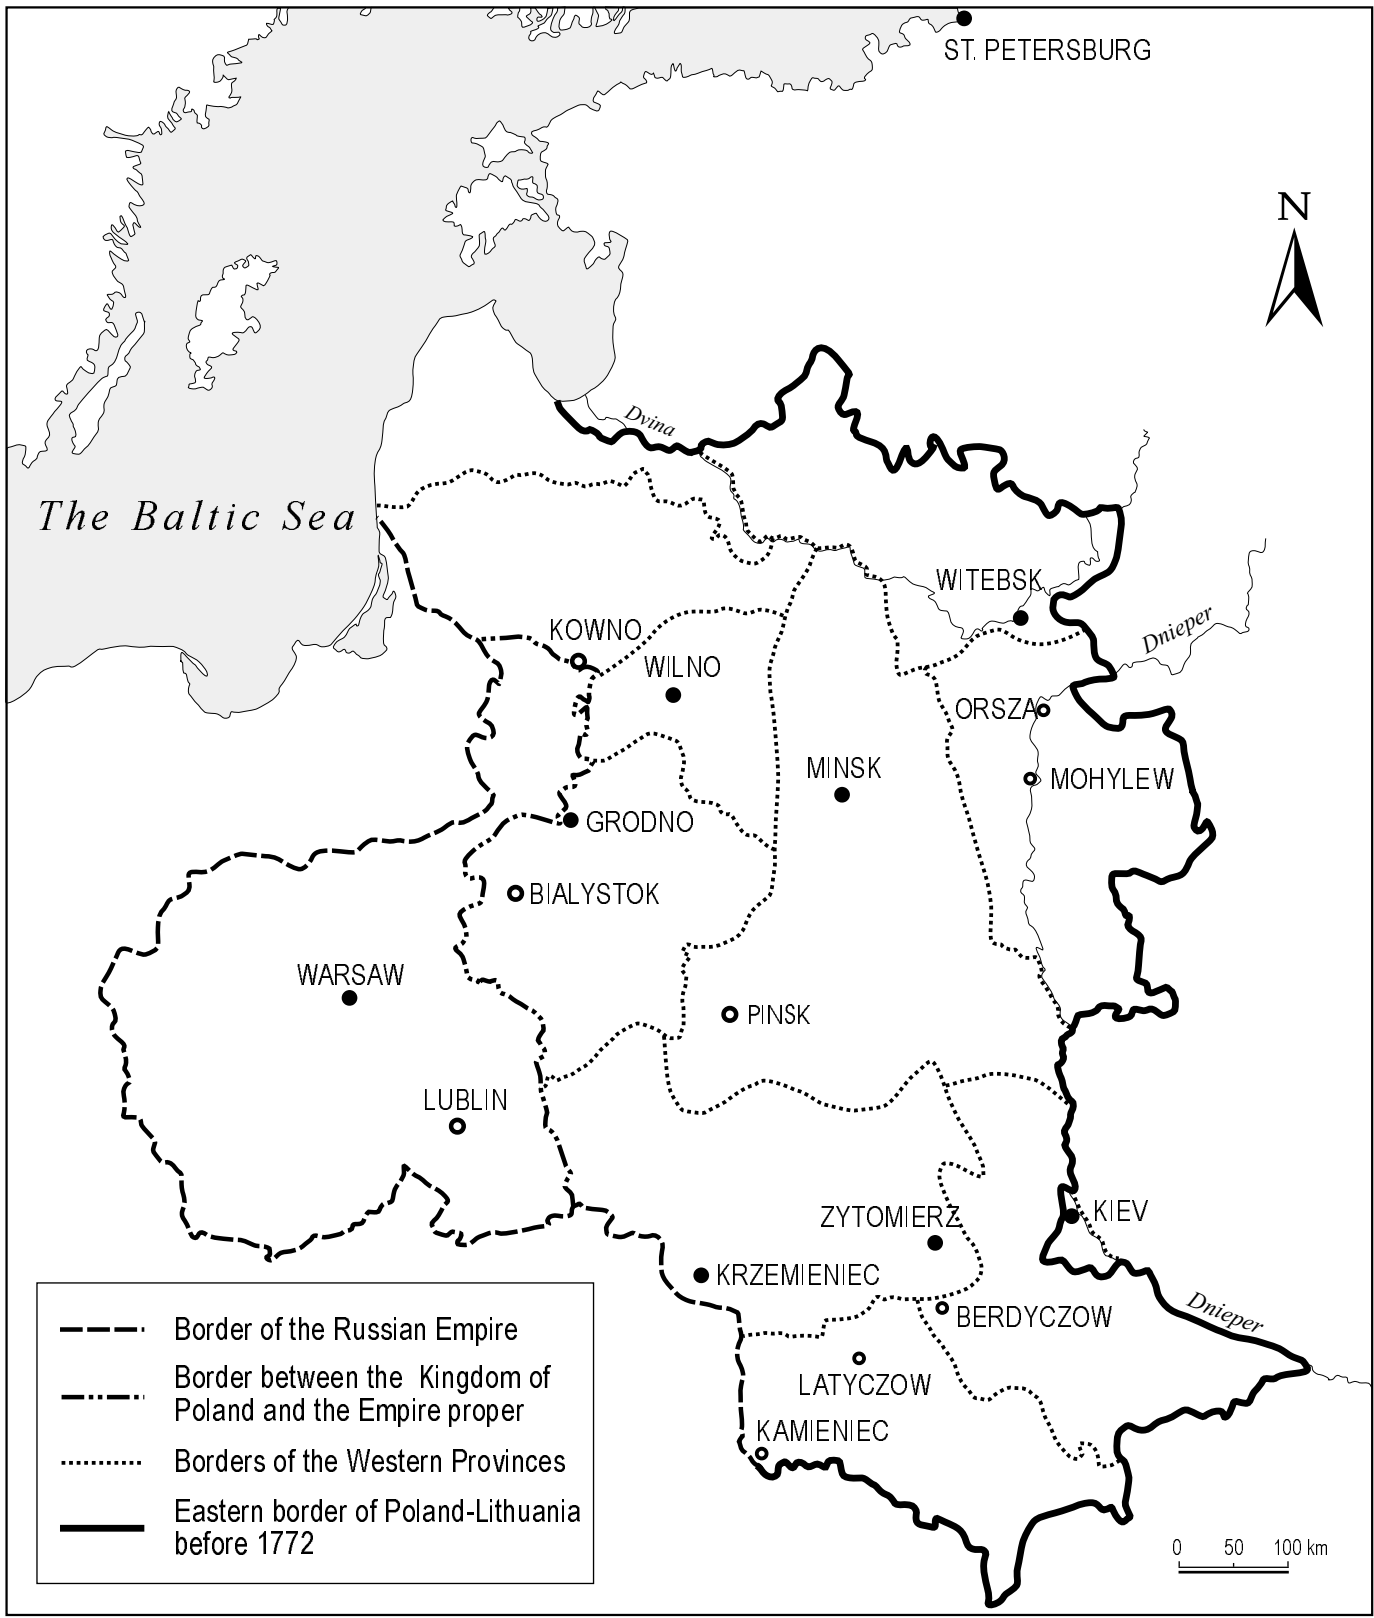 ST. PETERSBURG
N
Dvina
The Baltic Sea
WITEBSK
Dnieper
KOWNO
WILNO
ORSZA
MINSK
MOHYLEW
GRODNO
BIALYSTOK
WARSAW
PINSK
LUBLIN
ZYTOMIERZ
KIEV
KRZEMIENIEC
BERDYCZOW
Dnieper
LATYCZOW
KAMIENIEC
Border of the Russian Empire
Border between the Kingdom of
Poland and the Empire proper
Borders of the Western Provinces
Eastern border of Poland-Lithuania
before 1772
0 50 100 km